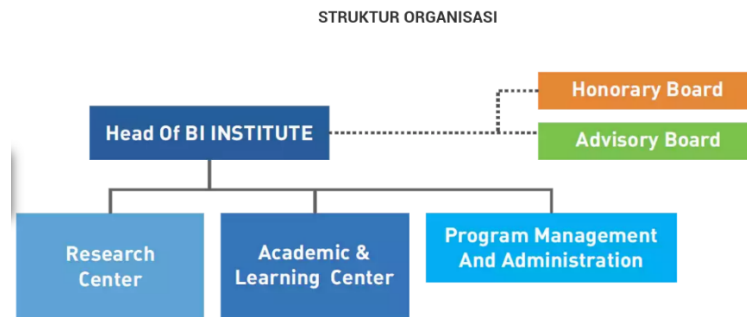 STRUKTUR ORGANISASI
Honorary Board
Head Of BI INSTITUTE
Advisory Board
Research
Center
Academic &
Learning Center
Program Management
And Administration